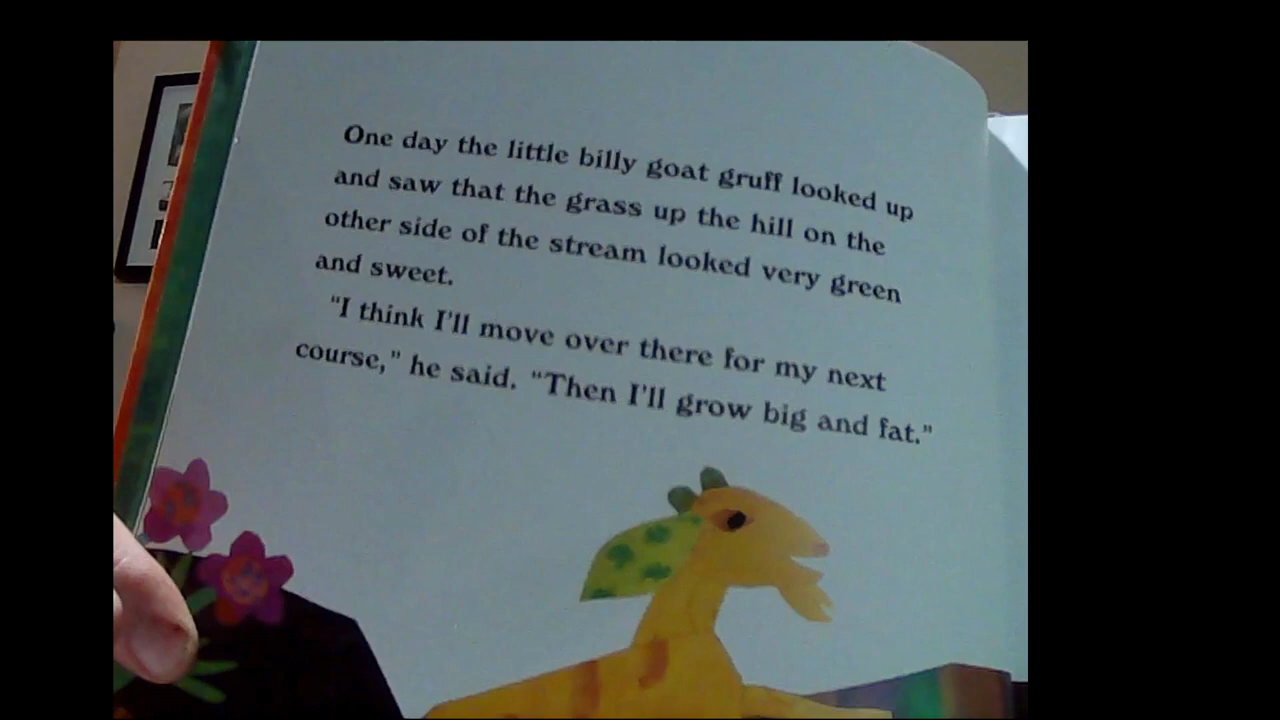 One day the little billy goat gruff looked up
and saw that the grass up the hill on the
other side of the stream looked very green
and sweet.
"I think I'll move over there for my next
course," he said. "Then I'll grow big and fat."